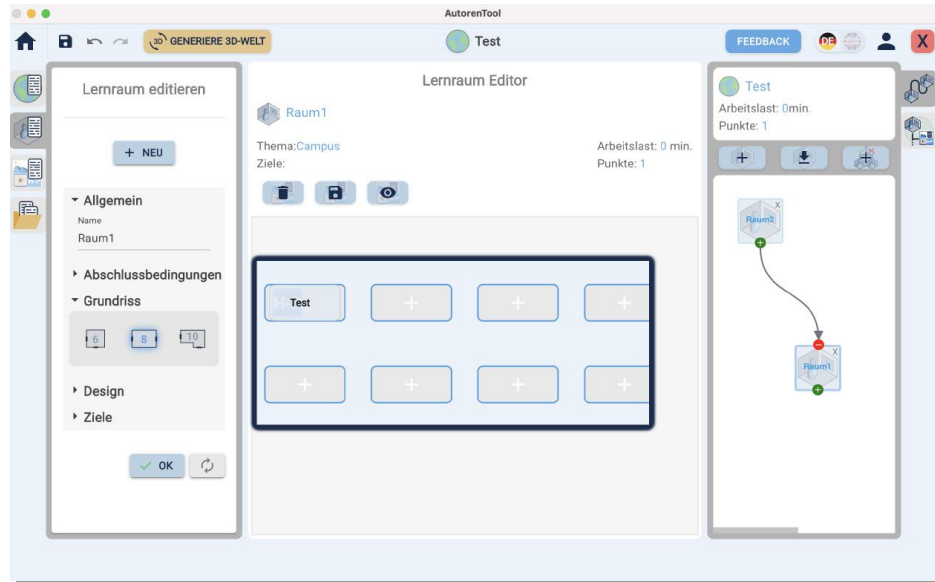 AutorenTool
3D GENERIERE 3D-WELT
Test
FEEDBACK
DE
X
Lernraum editieren
+ NEU
Allgemein
Name
Raum1
Abschlussbedingungen
Grundriss
6
8
10
Design
Ziele
OK
Lernraum Editor
Raum1
Thema:Campus
Arbeitslast: 0 min.
Ziele:
Punkte: 1
Test
Test
Arbeitslast: 0min.
Punkte: 1
X
Raum2
X
Raum1